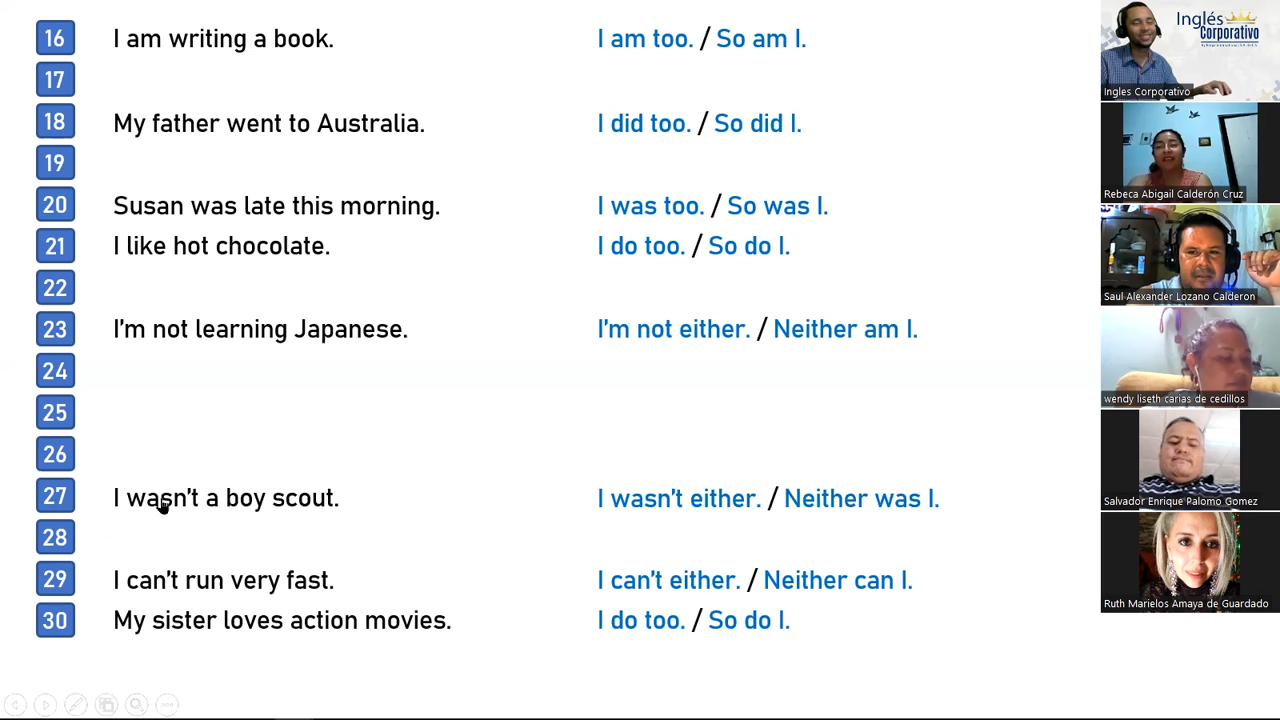 16 I am writing a book. I am too. / So am I.
17
18 My father went to Australia. I did too. / So did I.
19
20 Susan was late this morning. I was too. / So was I.
21 I like hot chocolate. I do too. / So do I.
22
23 I'm not learning Japanese. I'm not either. / Neither am I.
24
25
26
27 I wasn't a boy scout. I wasn't either. / Neither was I.
28
29 I can't run very fast. I can't either. / Neither can I.
30 My sister loves action movies. I do too. / So do I.
Inglés
Corporativo
Ingles Corporativo
Rebeca Abigail Calderón Cruz
Saul Alexander Lozano Calderon
wendy liseth carias de cedillos
Salvador Enrique Palomo Gomez
Ruth Marielos Amaya de Guardado